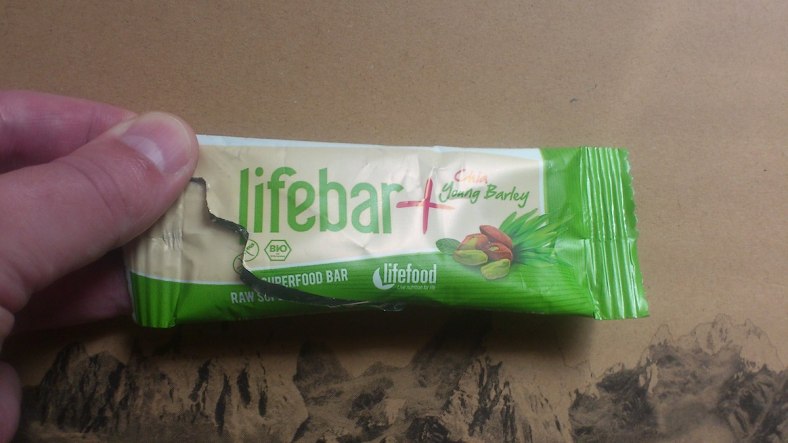 lifebar+
Chia
Young Barley
BIO
SUPERFOOD BAR
lifefood
RAW